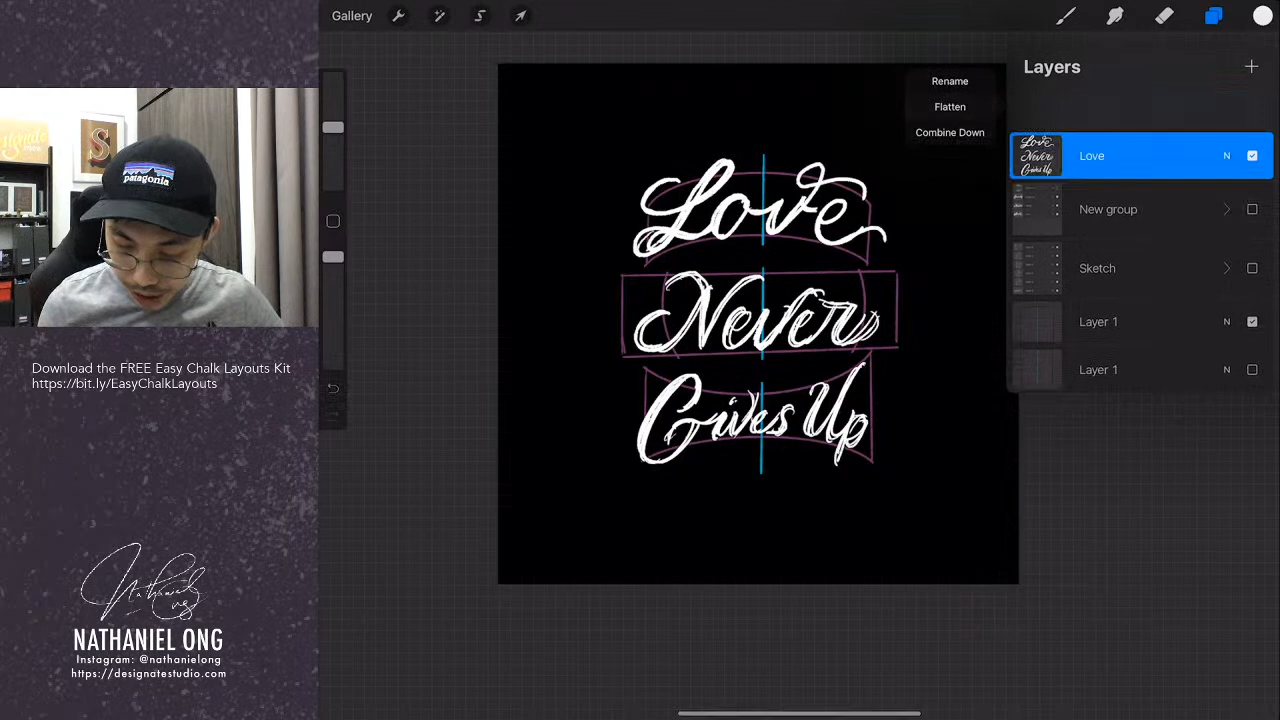 Gallery
Layers
Rename
Flatten
Combine Down
Love
N
New group
Sketch
Layer 1
N
Layer 1
N
Love
Never
Gives Up
patagonia
S
Download the FREE Easy Chalk Layouts Kit
https://bit.ly/EasyChalkLayouts
NATHANIEL ONG
Instagram: @nathanielong
https://designatestudio.com